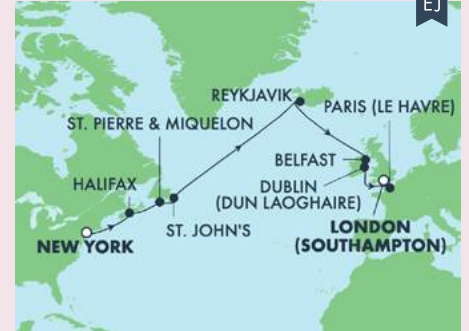 EJ
REYKJAVIK
PARIS (LE HAVRE)
ST. PIERRE & MIQUELON
BELFAST
HALIFAX
DUBLIN
(DUN LAOGHAIRE)
ST. JOHN'S
LONDON
(SOUTHAMPTON)
NEW YORK